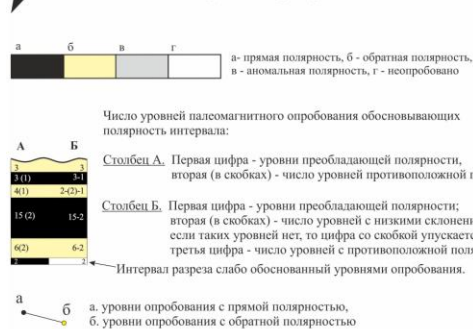 а б в г
а- прямая полярность, б - обратная полярность,
в - аномальная полярность, г - неопробовано
Число уровней палеомагнитного опробования обосновывающих
полярность интервала:
А Б
3 3
3 (1) 3-1
4(1) 2-(2)-1
15 (2) 15-2
6(2) 6-2
2 2
Столбец А. Первая цифра - уровни преобладающей полярности,
вторая (в скобках) - число уровней противоположной
Столбец Б. Первая цифра - уровни преобладающей полярности;
вторая (в скобках) - число уровней с низкими
если таких уровней нет, то цифра со скобкой
третья цифра - число уровней с противоположной
Интервал разреза слабо обоснованный уровнями опробования.
а б
а. уровни опробования с прямой полярностью,
б. уровни опробования с обратной полярностью